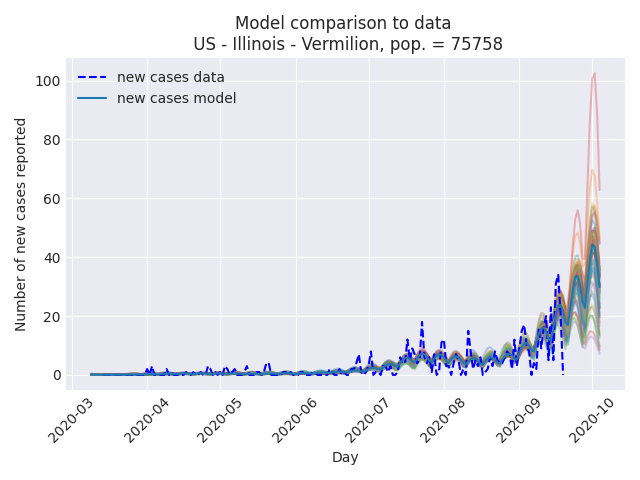 Model comparison to data
US - Illinois - Vermilion, pop. = 75758
new cases data
new cases model
Number of new cases reported
100
80
60
40
20
0
2020-03
2020-04
2020-05
2020-06
2020-07
2020-08
2020-09
2020-10
Day